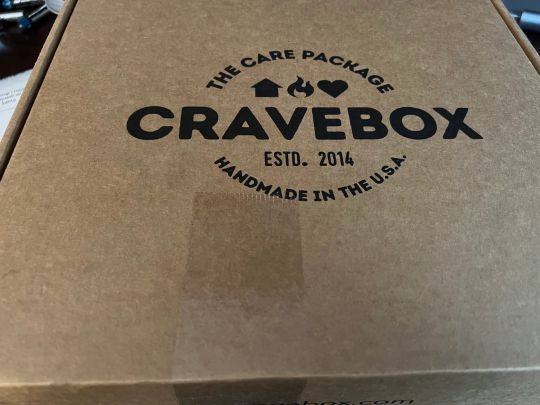 THE CARE PACKAGE
CRAVEBOX
ESTD. 2014
HANDMADE IN THE U.S.A.